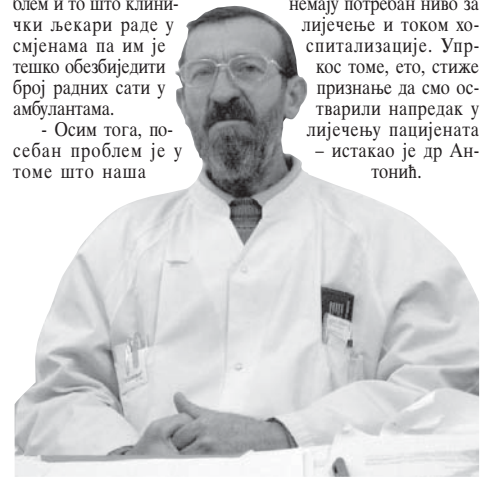 блем и то што клини-
чки љекари раде у
смјенама па им је
тешко обезбиједити
број радних сати у
амбулантама.
- Осим тога, по-
себан проблем је у
томе што наша
немају потребан ниво за
лијечење и током хо-
спитализације. Упр-
кос томе, ето, стиже
признање да смо ос-
тварили напредак у
лијечењу пацијената
– истакао је др Ан-
тонић.